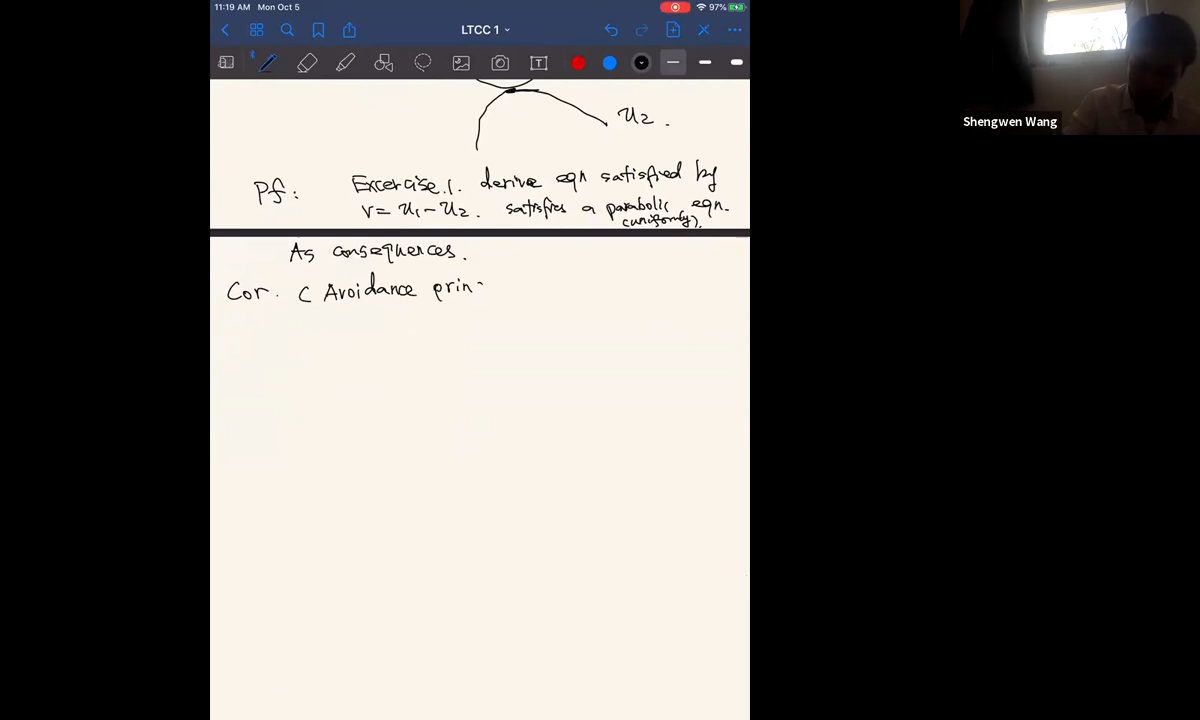 11:19 AM Mon Oct 5
97%
LTCC 1
T
u2 .
Pf: Excercise 1. derive eqn satisfied by
v = u1 - u2. satisfies a parabolic eqn.
(uniformly).
As consequences.
Cor. ( Avoidance prin-
Shengwen Wang